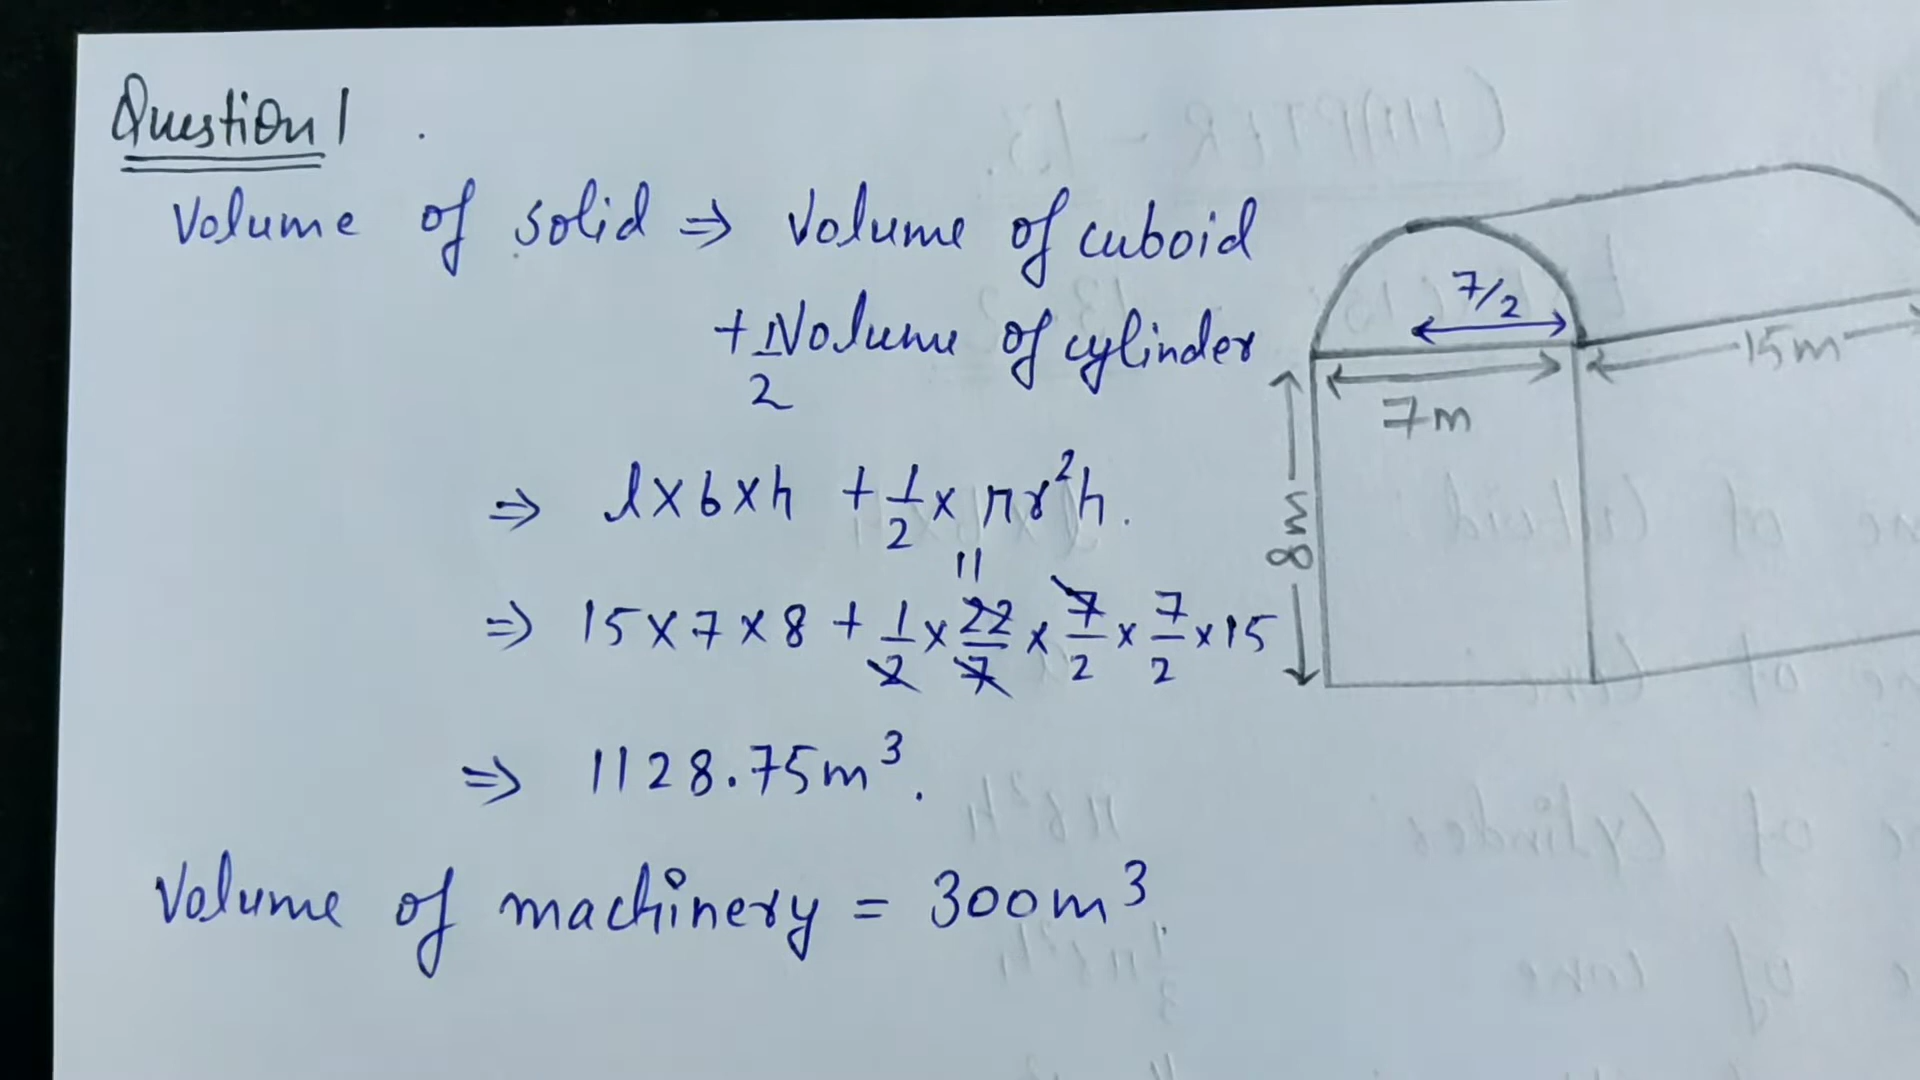 Question 1
Volume of solid ⇒ Volume of cuboid
+ 1/2 Volume of cylinder
⇒ l×b×h + 1/2 × πr²h.
11
⇒ 15×7×8 + 1/2 × 22/7 × 7/2 × 7/2 × 15
⇒ 1128.75m³.
Volume of machinery = 300m³.
7/2
15m
7m
8m